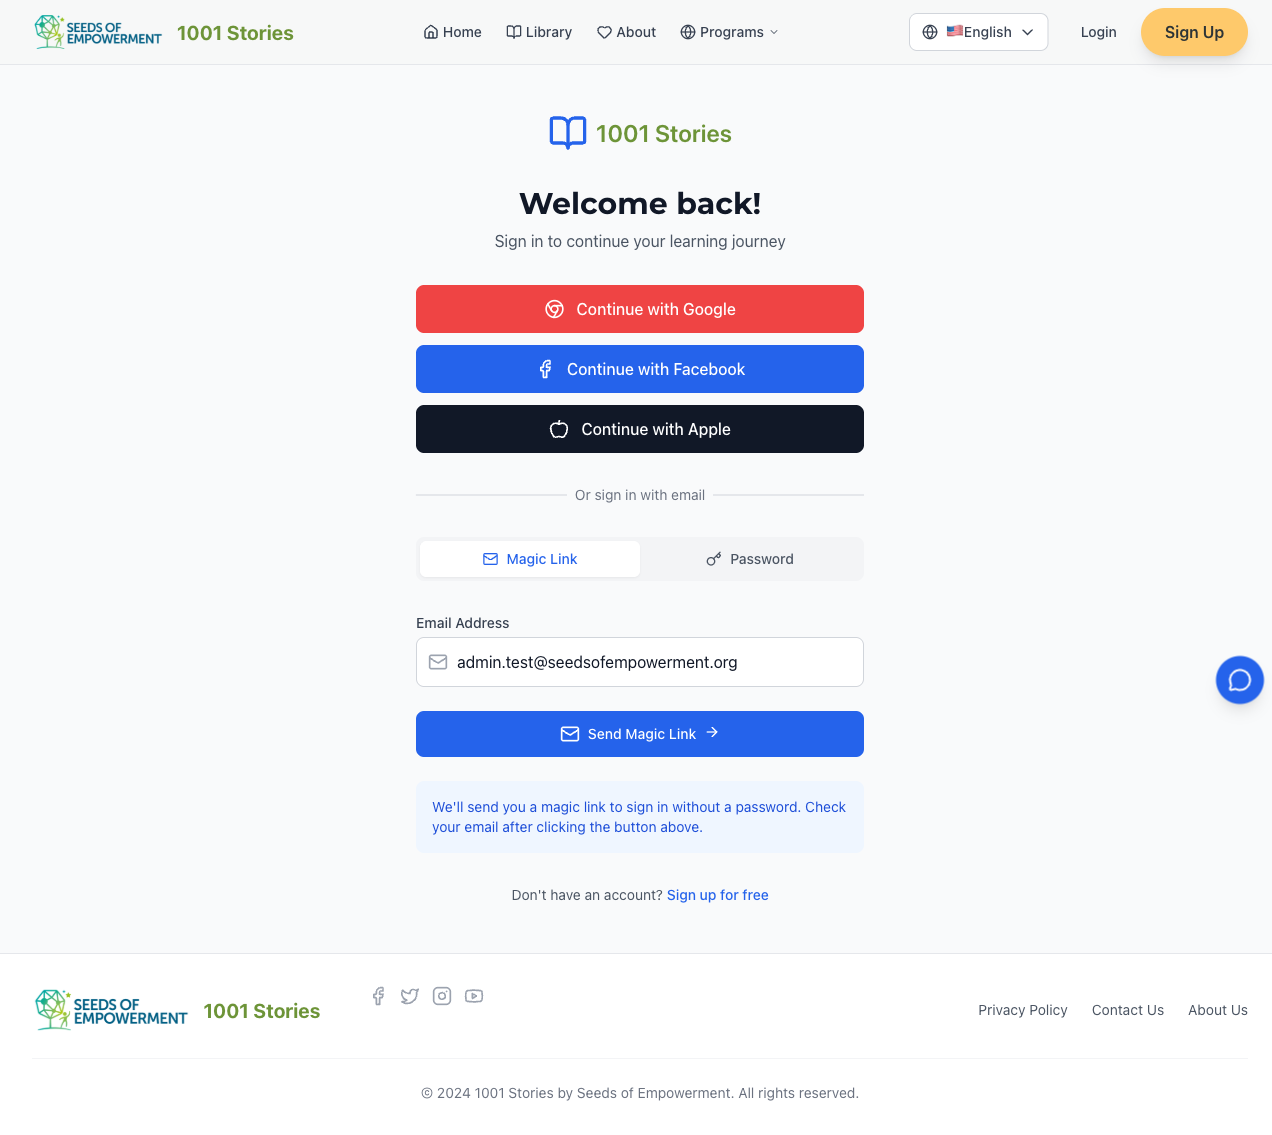 SEEDS OF
EMPOWERMENT
1001 Stories
Home
Library
About
Programs
English
Login
Sign Up
1001 Stories
Welcome back!
Sign in to continue your learning journey
Continue with Google
Continue with Facebook
Continue with Apple
Or sign in with email
Magic Link
Password
Email Address
admin.test@seedsofempowerment.org
Send Magic Link
We'll send you a magic link to sign in without a password. Check
your email after clicking the button above.
Don't have an account? Sign up for free
SEEDS OF
EMPOWERMENT
1001 Stories
Privacy Policy
Contact Us
About Us
© 2024 1001 Stories by Seeds of Empowerment. All rights reserved.